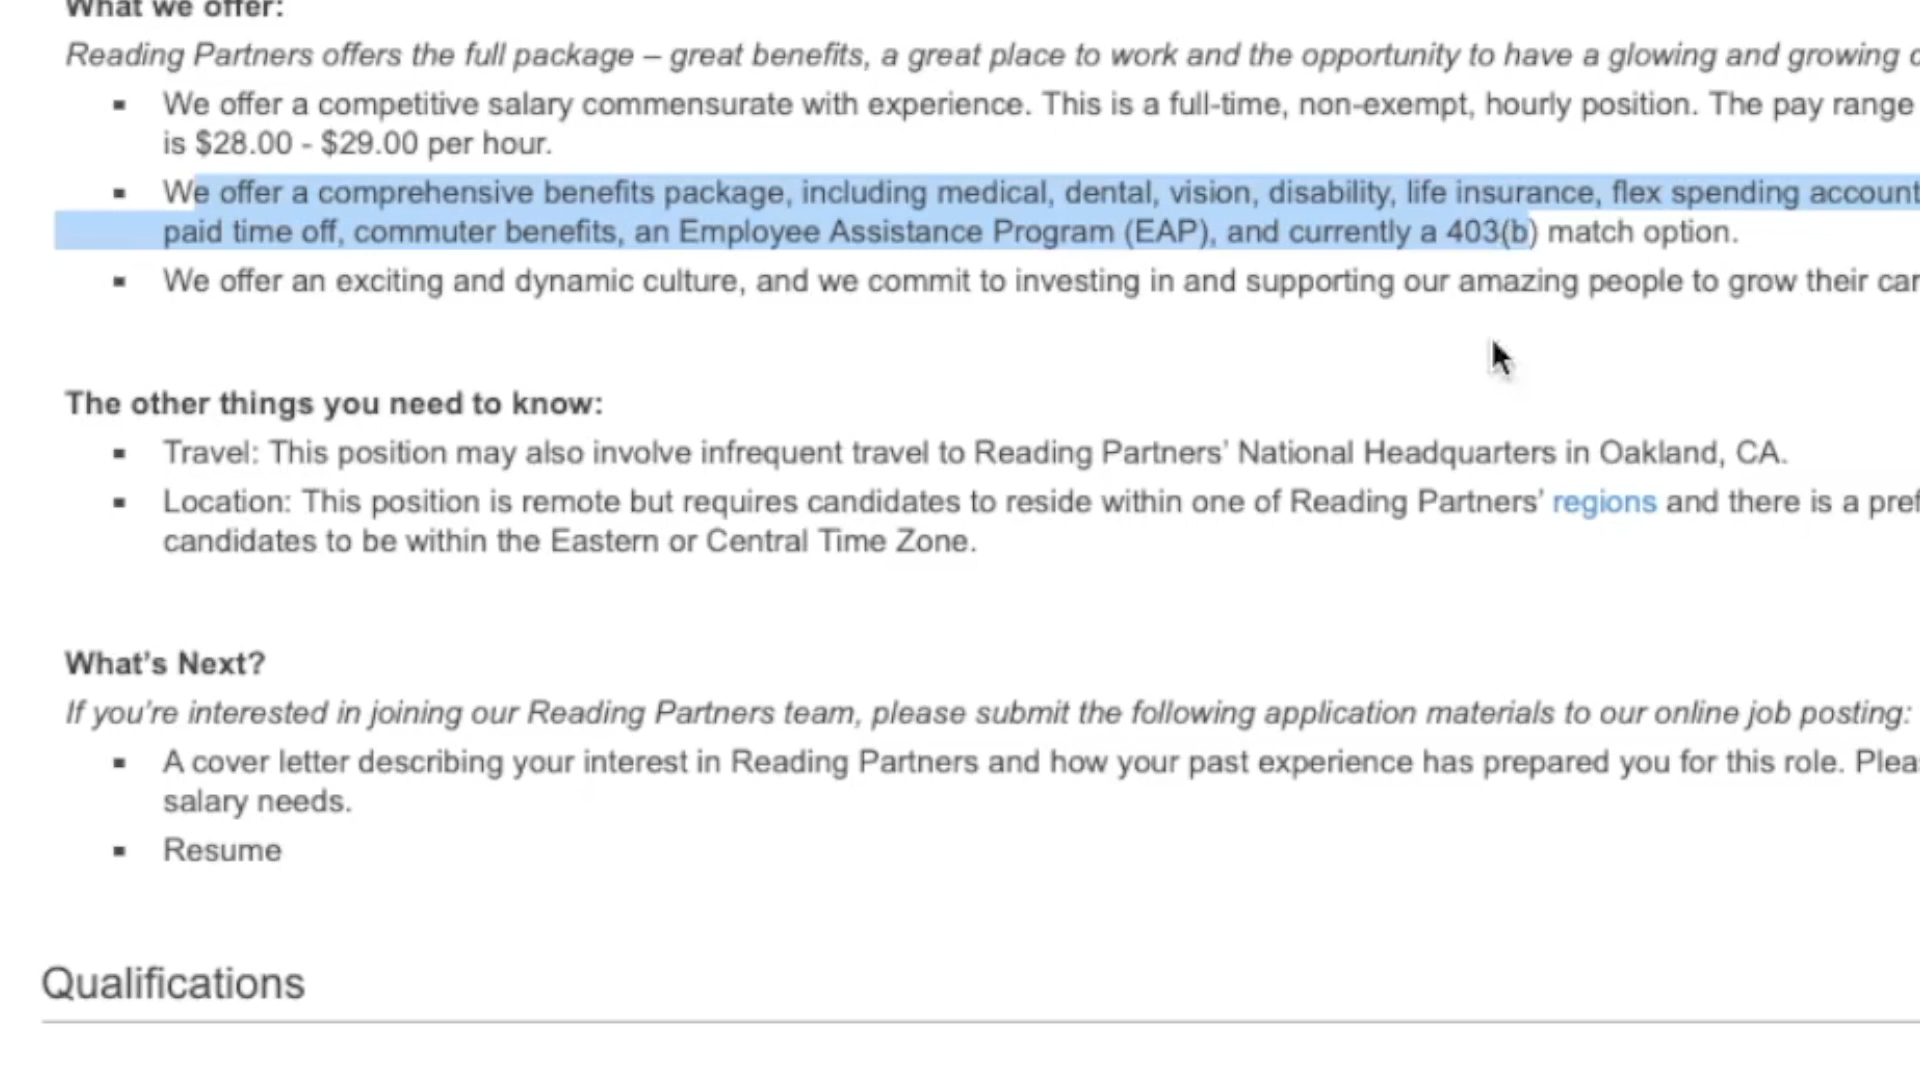 What we offer:
Reading Partners offers the full package – great benefits, a great place to work and the opportunity to have a glowing and growing
▪ We offer a competitive salary commensurate with experience. This is a full-time, non-exempt, hourly position. The pay range
is $28.00 - $29.00 per hour.
▪ We offer a comprehensive benefits package, including medical, dental, vision, disability, life insurance, flex spending account
paid time off, commuter benefits, an Employee Assistance Program (EAP), and currently a 403(b) match option.
▪ We offer an exciting and dynamic culture, and we commit to investing in and supporting our amazing people to grow their car
The other things you need to know:
▪ Travel: This position may also involve infrequent travel to Reading Partners’ National Headquarters in Oakland, CA.
▪ Location: This position is remote but requires candidates to reside within one of Reading Partners’ regions and there is a pref
candidates to be within the Eastern or Central Time Zone.
What’s Next?
If you’re interested in joining our Reading Partners team, please submit the following application materials to our online job posting:
▪ A cover letter describing your interest in Reading Partners and how your past experience has prepared you for this role. Plea
salary needs.
▪ Resume
Qualifications